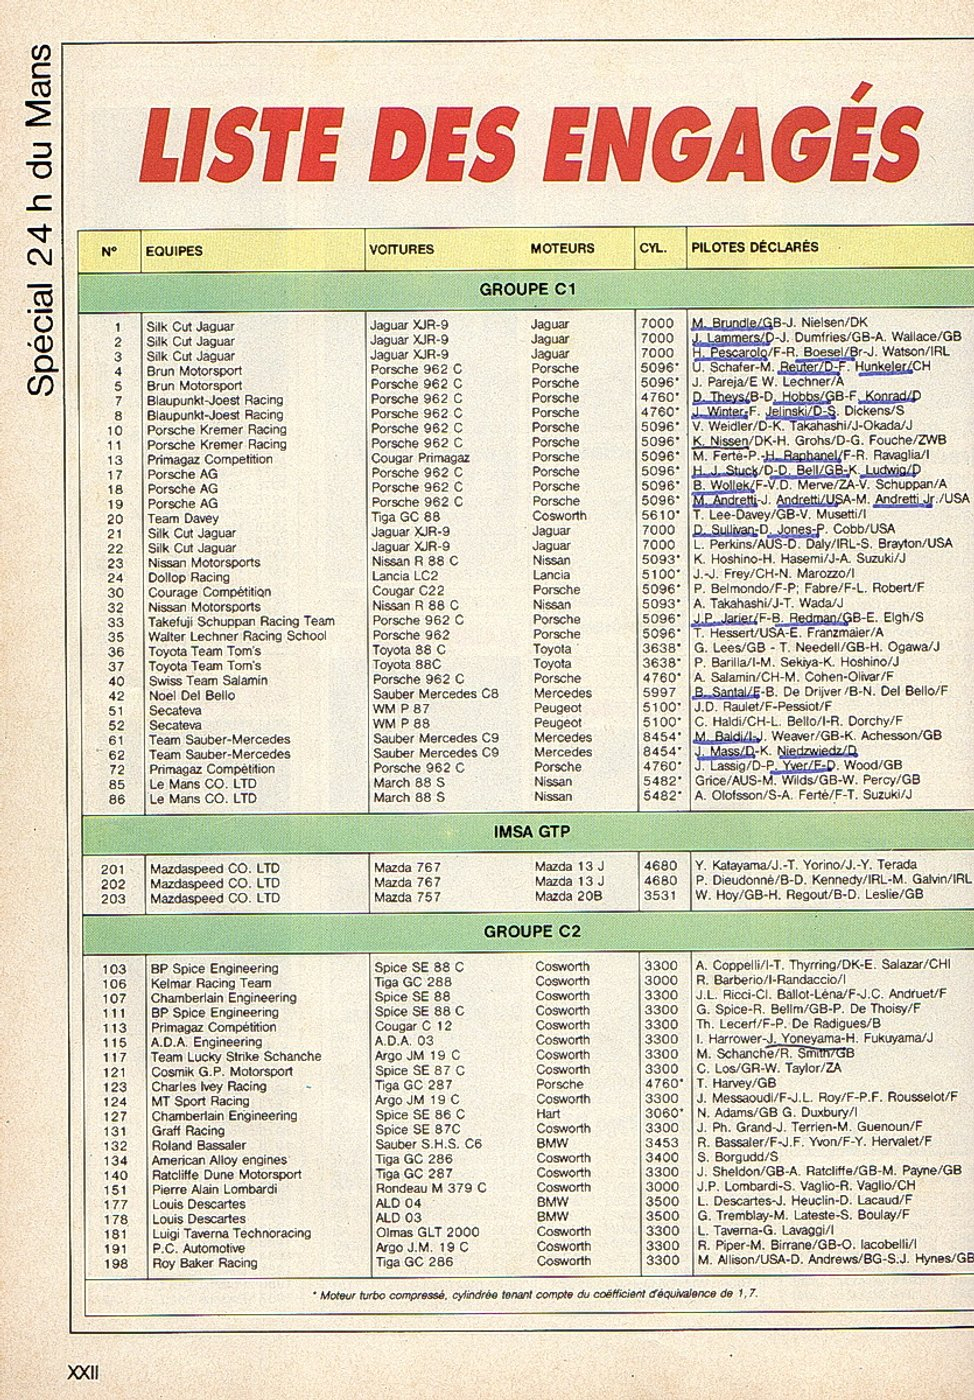 Spécial 24 h du Mans
LISTE DES ENGAGÉS
N° EQUIPES VOITURES MOTEURS CYL. PILOTES DÉCLARÉS
GROUPE C1
1 Silk Cut Jaguar Jaguar XJR-9 Jaguar 7000 M. Brundle/GB-J. Nielsen/DK
2 Silk Cut Jaguar Jaguar XJR-9 Jaguar 7000 J. Lammers/D-J. Dumfries/GB-A. Wallace/GB
3 Silk Cut Jaguar Jaguar XJR-9 Jaguar 7000 H. Pescarolo/F-R. Boesel/Br-J. Watson/IRL
4 Brun Motorsport Porsche 962 C Porsche 5096* U. Schafer-M. Reuter/D-F. Hunkeler/CH
5 Brun Motorsport Porsche 962 C Porsche 5096* J. Pareja/E W. Lechner/A
7 Blaupunkt-Joest Racing Porsche 962 C Porsche 4760* D. Theys/B-D. Hobbs/GB-F. Konrad/D
8 Blaupunkt-Joest Racing Porsche 962 C Porsche 4760* J. Winter-F. Jelinski/D-S. Dickens/S
10 Porsche Kremer Racing Porsche 962 C Porsche 5096* V. Weidler/D-K. Takahashi/J-Okada/J
11 Porsche Kremer Racing Porsche 962 C Porsche 5096* K. Nissen/DK-H. Grohs/D-G. Fouche/ZWB
13 Primagaz Competition Cougar Primagaz Porsche 5096* M. Ferté-P.-H. Raphanel/F-R. Ravaglia/I
17 Porsche AG Porsche 962 C Porsche 5096* H. J. Stuck/D-D. Bell/GB-K. Ludwig/D
18 Porsche AG Porsche 962 C Porsche 5096* B. Wollek/F-V.D. Merve/ZA-V. Schuppan/A
19 Porsche AG Porsche 962 C Porsche 5096* M. Andretti-J. Andretti/USA-M. Andretti Jr./USA
20 Team Davey Tiga GC 88 Cosworth 5610* T. Lee-Davey/GB-V. Musetti/I
21 Silk Cut Jaguar Jaguar XJR-9 Jaguar 7000 D. Sullivan-D. Jones-P. Cobb/USA
22 Silk Cut Jaguar Jaguar XJR-9 Jaguar 7000 L. Perkins/AUS-D. Daly/IRL-S. Brayton/USA
23 Nissan Motorsports Nissan R 88 C Nissan 5093* K. Hoshino-H. Hasemi/J-A. Suzuki/J
24 Dollop Racing Lancia LC2 Lancia 5100* J.-J. Frey/CH-N. Marozzo/I
30 Courage Compétition Cougar C22 Porsche 5096* P. Belmondo/F-P; Fabre/F-L. Robert/F
32 Nissan Motorsports Nissan R 88 C Nissan 5093* A. Takahashi/J-T. Wada/J
33 Takefuji Schuppan Racing Team Porsche 962 C Porsche 5096* J.P. Jarier/F-B. Redman/GB-E. Elgh/S
35 Walter Lechner Racing School Porsche 962 Porsche 5096* T. Hessert/USA-E. Franzmaier/A
36 Toyota Team Tom's Toyota 88 C Toyota 3638* G. Lees/GB - T. Needell/GB-H. Ogawa/J
37 Toyota Team Tom's Toyota 88C Toyota 3638* P. Barilla/I-M. Sekiya-K. Hoshino/J
40 Swiss Team Salamin Porsche 962 C Porsche 4760* A. Salamin/CH-M. Cohen-Olivar/F
42 Noel Del Bello Sauber Mercedes C8 Mercedes 5997 B. Santal/F-B. De Drijver/B-N. Del Bello/F
51 Secateva WM P 87 Peugeot 5100* J.D. Raulet/F-Pessiot/F
52 Secateva WM P 88 Peugeot 5100* C. Haldi/CH-L. Bello/I-R. Dorchy/F
61 Team Sauber-Mercedes Sauber Mercedes C9 Mercedes 8454* M. Baldi/I-J. Weaver/GB-K. Acheson/GB
62 Team Sauber-Mercedes Sauber Mercedes C9 Mercedes 8454* J. Mass/D-K. Niedzwiedz/D
72 Primagaz Compétition Porsche 962 C Porsche 4760* J. Lassig/D-P. Yver/F-D. Wood/GB
85 Le Mans CO. LTD March 88 S Nissan 5482* Grice/AUS-M. Wilds/GB-W. Percy/GB
86 Le Mans CO. LTD March 88 S Nissan 5482* A. Olofsson/S-A. Ferté/F-T. Suzuki/J
IMSA GTP
201 Mazdaspeed CO. LTD Mazda 767 Mazda 13 J 4680 Y. Katayama/J.-T. Yorino/J.-Y. Terada
202 Mazdaspeed CO. LTD Mazda 767 Mazda 13 J 4680 P. Dieudonné/B-D. Kennedy/IRL-M. Galvin/IRL
203 Mazdaspeed CO. LTD Mazda 757 Mazda 20B 3531 W. Hoy/GB-H. Regout/B-D. Leslie/GB
GROUPE C2
103 BP Spice Engineering Spice SE 88 C Cosworth 3300 A. Coppelli/I-T. Thyrring/DK-E. Salazar/CHI
106 Kelmar Racing Team Tiga GC 288 Cosworth 3000 R. Barberio/I-Randaccio/I
107 Chamberlain Engineering Spice SE 88 Cosworth 3300 J.L. Ricci-Cl. Ballot-Léna/F-J.C. Andruet/F
111 BP Spice Engineering Spice SE 88 C Cosworth 3300 G. Spice-R. Bellm/GB-P. De Thoisy/F
113 Primagaz Compétition Cougar C 12 Cosworth 3300 Th. Lecerf/F-P. De Radigues/B
115 A.D.A. Engineering A.D.A. 03 Cosworth 3300 I. Harrower-J. Yoneyama-H. Fukuyama/J
117 Team Lucky Strike Schanche Argo JM 19 C Cosworth 3300 M. Schanche/R. Smith/GB
121 Cosmik G.P. Motorsport Spice SE 87 C Cosworth 3300 C. Los/GR-W. Taylor/ZA
123 Charles Ivey Racing Tiga GC 287 Porsche 4760* T. Harvey/GB
124 MT Sport Racing Argo JM 19 C Cosworth 3300 J. Messaoudi/F-J.L. Roy/F-P.F. Rousselot/F
127 Chamberlain Engineering Spice SE 86 C Hart 3060* N. Adams/GB G. Duxbury/I
131 Graff Racing Spice SE 87C Cosworth 3300 J. Ph. Grand-J. Terrien-M. Guenoun/F
132 Roland Bassaler Sauber S.H.S. C6 BMW 3453 R. Bassaler/F-J.F. Yvon/F-Y. Hervalet/F
134 American Alloy engines Tiga GC 286 Cosworth 3400 S. Borgudd/S
140 Ratcliffe Dune Motorsport Tiga GC 287 Cosworth 3300 J. Sheldon/GB-A. Ratcliffe/GB-M. Payne/GB
151 Pierre Alain Lombardi Rondeau M 379 C Cosworth 3000 J.P. Lombardi-S. Vaglio-R. Vaglio/CH
177 Louis Descartes ALD 04 BMW 3500 L. Descartes-J. Heuclin-D. Lacaud/F
178 Louis Descartes ALD 03 BMW 3500 G. Tremblay-M. Lateste-S. Boulay/F
181 Luigi Taverna Technoracing Olmas GLT 2000 Cosworth 3300 L. Taverna-G. Lavaggi/I
191 P.C. Automotive Argo J.M. 19 C Cosworth 3300 R. Piper-M. Birrane/GB-O. Iacobelli/I
198 Roy Baker Racing Tiga GC 286 Cosworth 3300 M. Allison/USA-D. Andrews/BG-S.J. Hynes/GB
* Moteur turbo compressé, cylindrée tenant compte du coéfficient d'équivalence de 1,7.
XXII